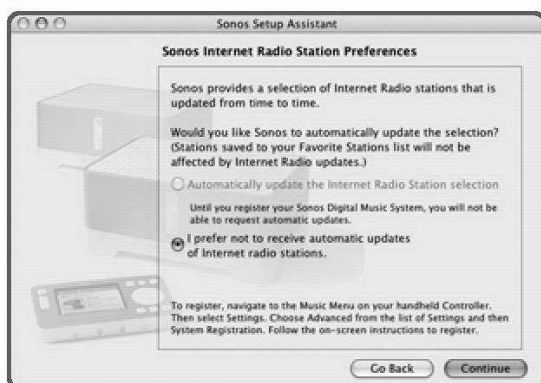 Sonos Setup Assistant
Sonos Internet Radio Station Preferences
Sonos provides a selection of Internet Radio stations that is
updated from time to time.
Would you like Sonos to automatically update the selection?
(Stations saved to your Favorite Stations list will not be
affected by Internet Radio updates.)
Automatically update the Internet Radio Station selection
Until you register your Sonos Digital Music System, you will not be
able to request automatic updates.
I prefer not to receive automatic updates
of Internet radio stations.
To register, navigate to the Music Menu on your handheld Controller.
Then select Settings. Choose Advanced from the list of Settings and then
System Registration. Follow the on-screen instructions to register.
Go Back
Continue